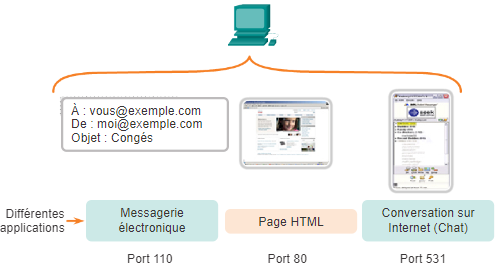 À : vous@exemple.com
De : moi@exemple.com
Objet : Congés
Différentes
applications
Messagerie
électronique
Page HTML
Conversation sur
Internet (Chat)
Port 110
Port 80
Port 531